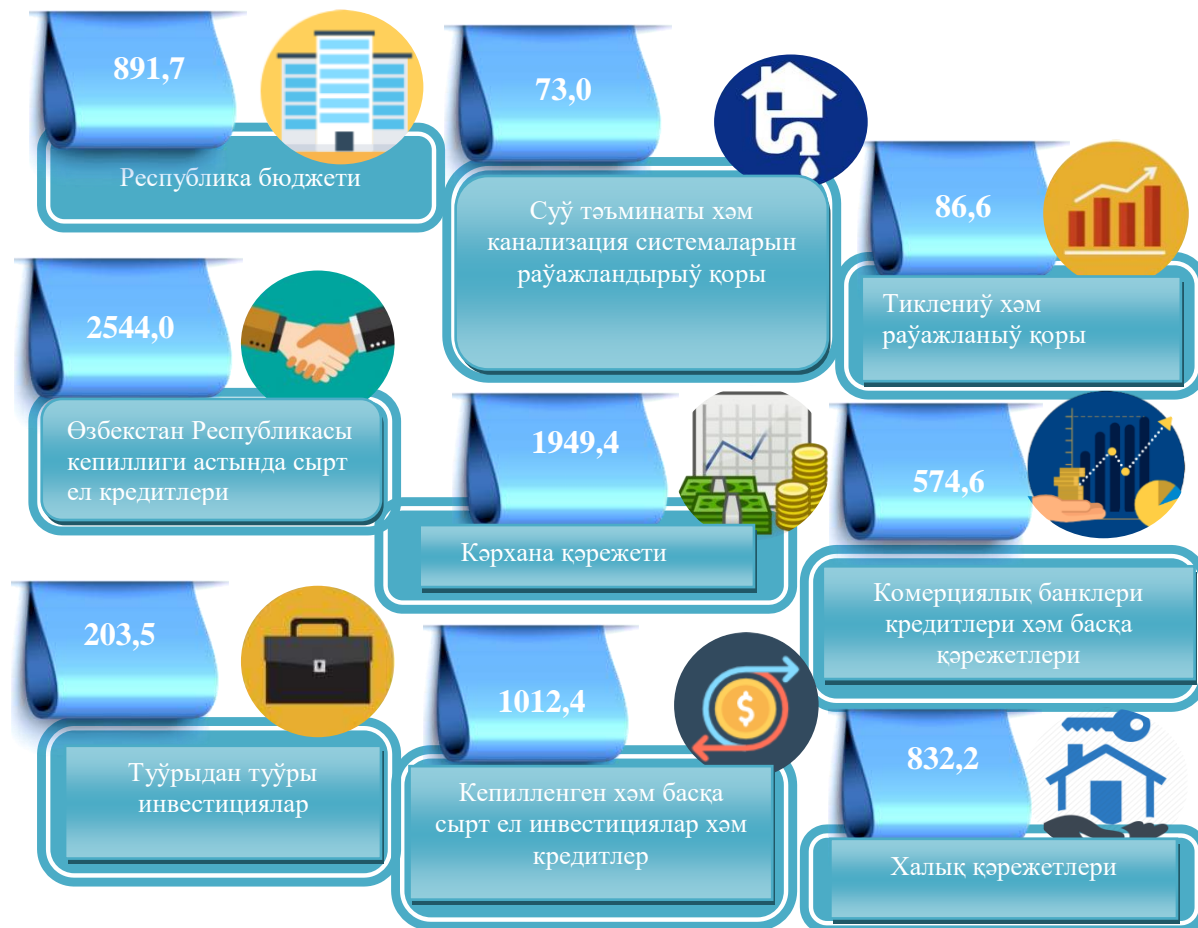 891,7
Республика бюджети
73,0
Суў тәъминаты хәм
канализация системаларын
раўажландырыў қоры
86,6
Тиклениў хәм
раўажланыў қоры
2544,0
Өзбекстан Республикасы
кепиллиги астында сырт
ел кредитлери
1949,4
Кәрхана қәрежети
574,6
Комерциялық банклери
кредитлери хәм басқа
қәрежетлери
203,5
Туўрыдан туўры
инвестициялар
1012,4
Кепилленген хәм басқа
сырт ел инвестициялар хәм
кредитлер
832,2
Халық қәрежетлери